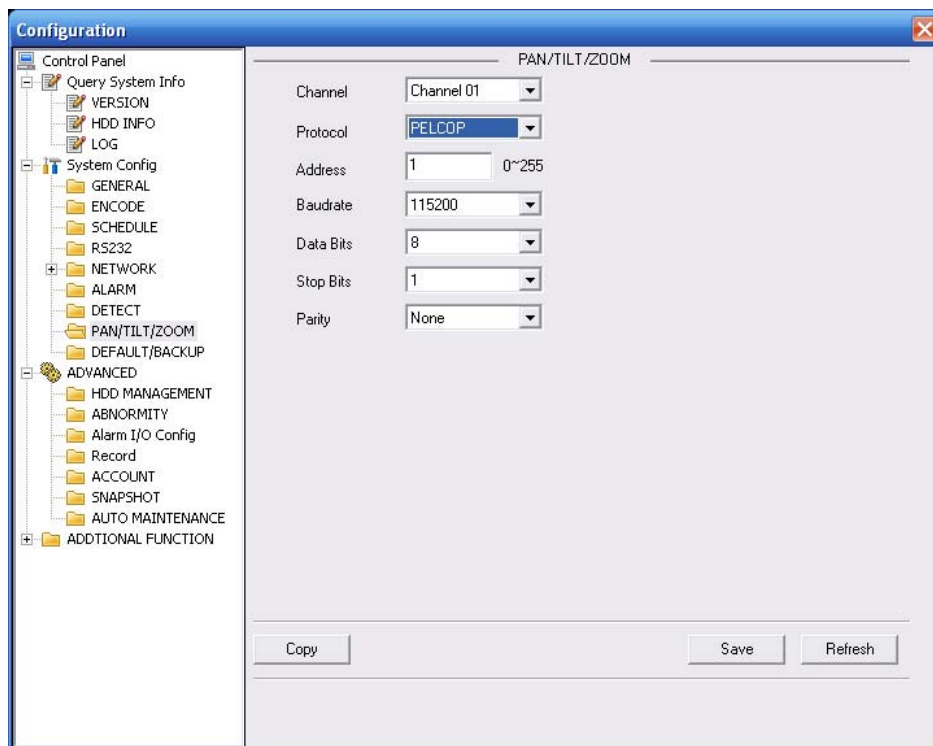 Configuration
Control Panel
Query System Info
VERSION
HDD INFO
LOG
System Config
GENERAL
ENCODE
SCHEDULE
RS232
NETWORK
ALARM
DETECT
PAN/TILT/ZOOM
DEFAULT/BACKUP
ADVANCED
HDD MANAGEMENT
ABNORMITY
Alarm I/O Config
Record
ACCOUNT
SNAPSHOT
AUTO MAINTENANCE
ADDTIONAL FUNCTION
PAN/TILT/ZOOM
Channel Channel 01
Protocol PELCOP
Address 1 0~255
Baudrate 115200
Data Bits 8
Stop Bits 1
Parity None
Copy Save Refresh